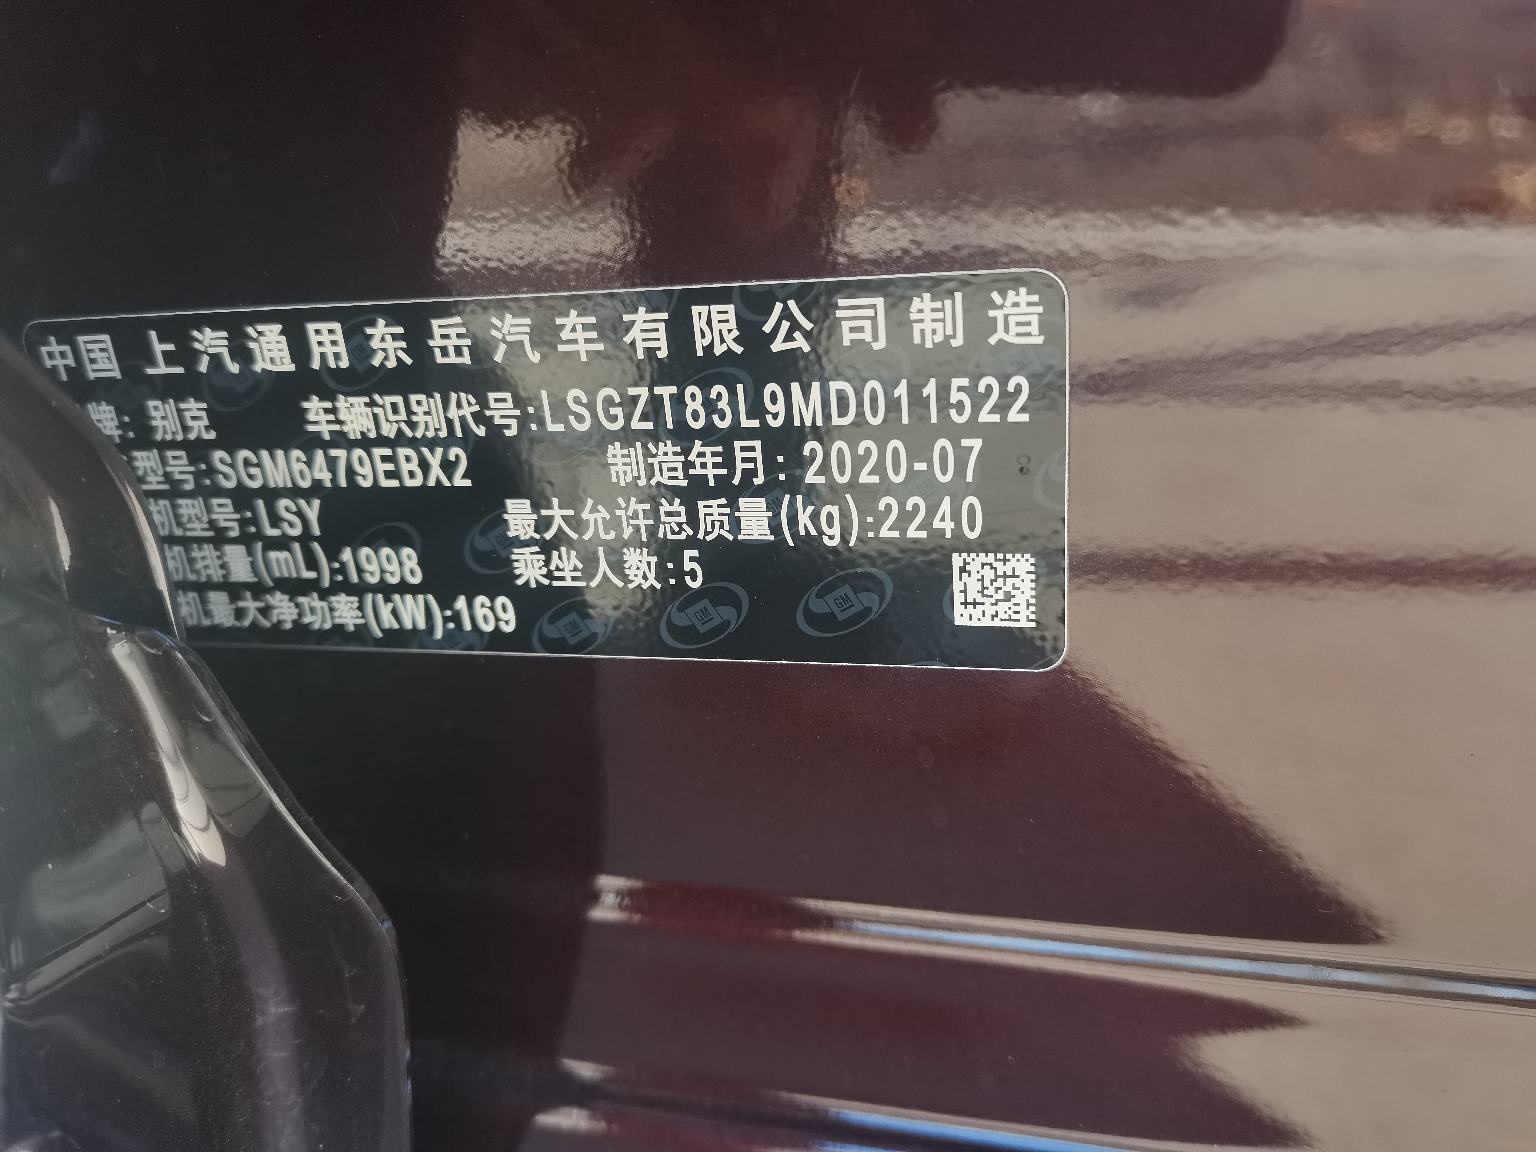 中国 上汽通用东岳汽车有限公司制造
牌: 别克 车辆识别代号:LSGZT83L9MD011522
型号:SGM6479EBX2 制造年月: 2020-07
机型号:LSY 最大允许总质量(kg):2240
机排量(mL):1998 乘坐人数:5
机最大净功率(kW):169
GM GM GM